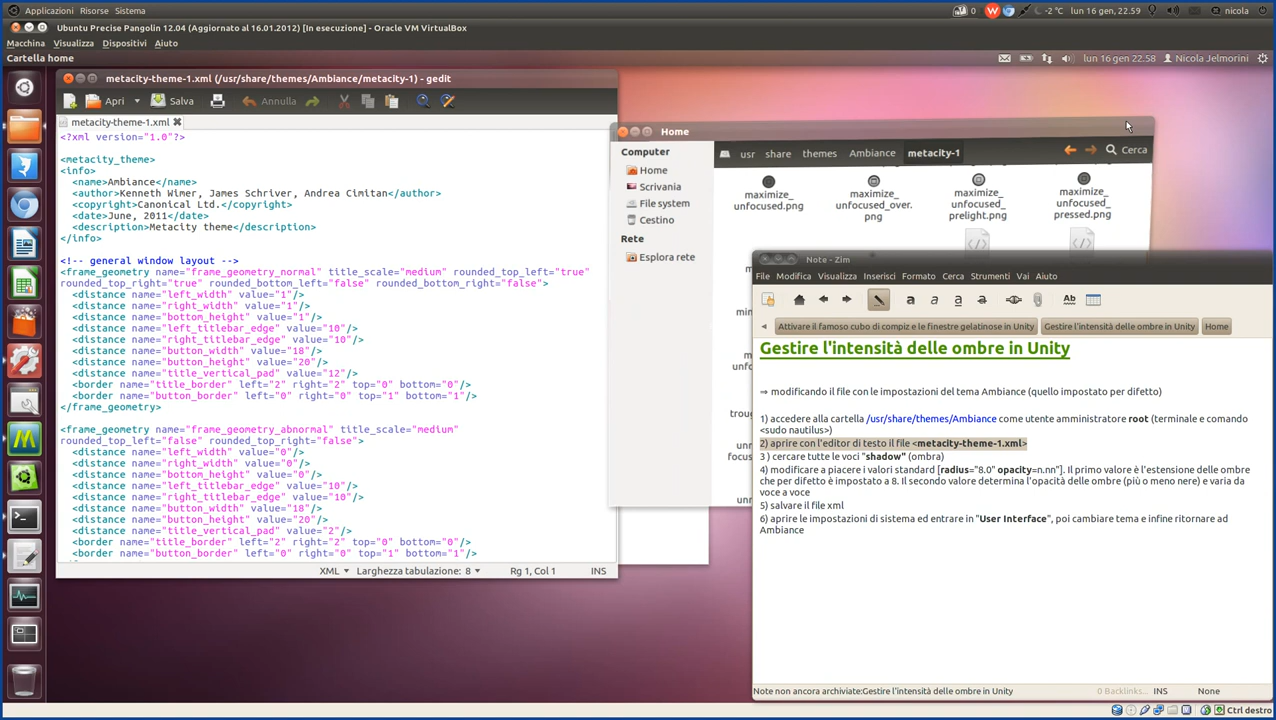 Applicazioni Risorse Sistema
0
-2 °C
lun 16 gen, 22.59
nicola
Ubuntu Precise Pangolin 12.04 (Aggiornato al 16.01.2012) [In esecuzione] - Oracle VM VirtualBox
Macchina Visualizza Dispositivi Aiuto
Cartella home
lun 16 gen 22.58
Nicola Jelmorini
metacity-theme-1.xml (/usr/share/themes/Ambiance/metacity-1) - gedit
Apri Salva Annulla
metacity-theme-1.xml
<?xml version="1.0"?>
<metacity_theme>
<info>
<name>Ambiance</name>
<author>Kenneth Wimer, James Schriver, Andrea Cimitan</author>
<copyright>Canonical Ltd.</copyright>
<date>June, 2011</date>
<description>Metacity theme</description>
</info>
<!-- general window layout -->
<frame_geometry name="frame_geometry_normal" title_scale="medium" rounded_top_left="true"
rounded_top_right="true" rounded_bottom_left="false" rounded_bottom_right="false">
<distance name="left_width" value="1"/>
<distance name="right_width" value="1"/>
<distance name="bottom_height" value="1"/>
<distance name="left_titlebar_edge" value="10"/>
<distance name="right_titlebar_edge" value="10"/>
<distance name="button_width" value="18"/>
<distance name="button_height" value="20"/>
<distance name="title_vertical_pad" value="12"/>
<border name="title_border" left="2" right="2" top="0" bottom="0"/>
<border name="button_border" left="0" right="0" top="1" bottom="1"/>
</frame_geometry>
<frame_geometry name="frame_geometry_abnormal" title_scale="medium"
rounded_top_left="false" rounded_top_right="false">
<distance name="left_width" value="0"/>
<distance name="right_width" value="0"/>
<distance name="bottom_height" value="0"/>
<distance name="left_titlebar_edge" value="10"/>
<distance name="right_titlebar_edge" value="10"/>
<distance name="button_width" value="18"/>
<distance name="button_height" value="20"/>
<distance name="title_vertical_pad" value="2"/>
<border name="title_border" left="2" right="2" top="0" bottom="0"/>
<border name="button_border" left="0" right="0" top="1" bottom="1"/>
XML Larghezza tabulazione: 8 Rg 1, Col 1 INS
Home
Computer
Home
Scrivania
File system
Cestino
Rete
Esplora rete
usr share themes Ambiance metacity-1 Cerca
maximize_
unfocused.png
maximize_
unfocused_over.
png
maximize_
unfocused_
prelight.png
maximize_
unfocused_
pressed.png
Note - Zim
File Modifica Visualizza Inserisci Formato Cerca Strumenti Vai Aiuto
a a a a Ab
Attivare il famoso cubo di compiz e le finestre gelatinose in Unity
Gestire l'intensità delle ombre in Unity
Home
Gestire l'intensità delle ombre in Unity
⇒ modificando il file con le impostazioni del tema Ambiance (quello impostato per difetto)
1) accedere alla cartella /usr/share/themes/Ambiance come utente amministratore root (terminale e comando
<sudo nautilus>)
2) aprire con l'editor di testo il file <metacity-theme-1.xml>
3 ) cercare tutte le voci "shadow" (ombra)
4) modificare a piacere i valori standard [radius="8.0" opacity=n.nn"]. Il primo valore è l'estensione delle ombre
che per difetto è impostato a 8. Il secondo valore determina l'opacità delle ombre (più o meno nere) e varia da
voce a voce
5) salvare il file xml
6) aprire le impostazioni di sistema ed entrare in "User Interface", poi cambiare tema e infine ritornare ad
Ambiance
Note non ancora archiviate:Gestire l'intensità delle ombre in Unity
0 Backlinks...
INS
None
Ctrl destro